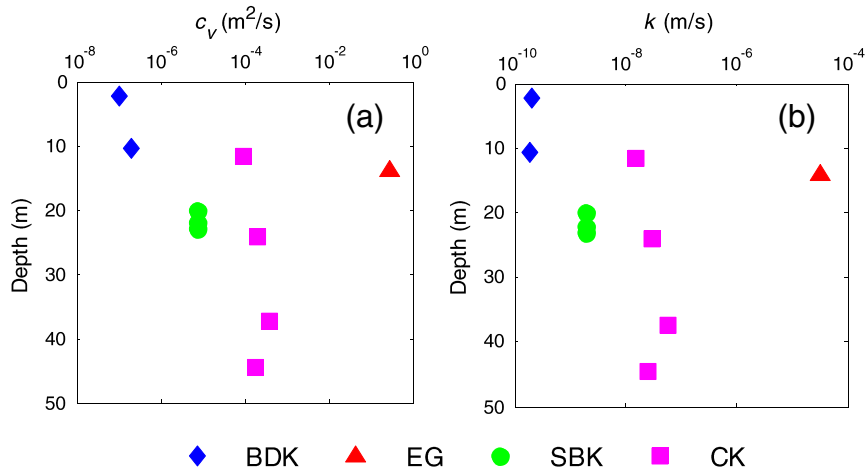 c_v (m²/s)
10⁻⁸ 10⁻⁶ 10⁻⁴ 10⁻² 10⁰
0
10
20
30
40
50
Depth (m)
(a)
k (m/s)
10⁻¹⁰ 10⁻⁸ 10⁻⁶ 10⁻⁴
0
10
20
30
40
50
Depth (m)
(b)
BDK EG SBK CK